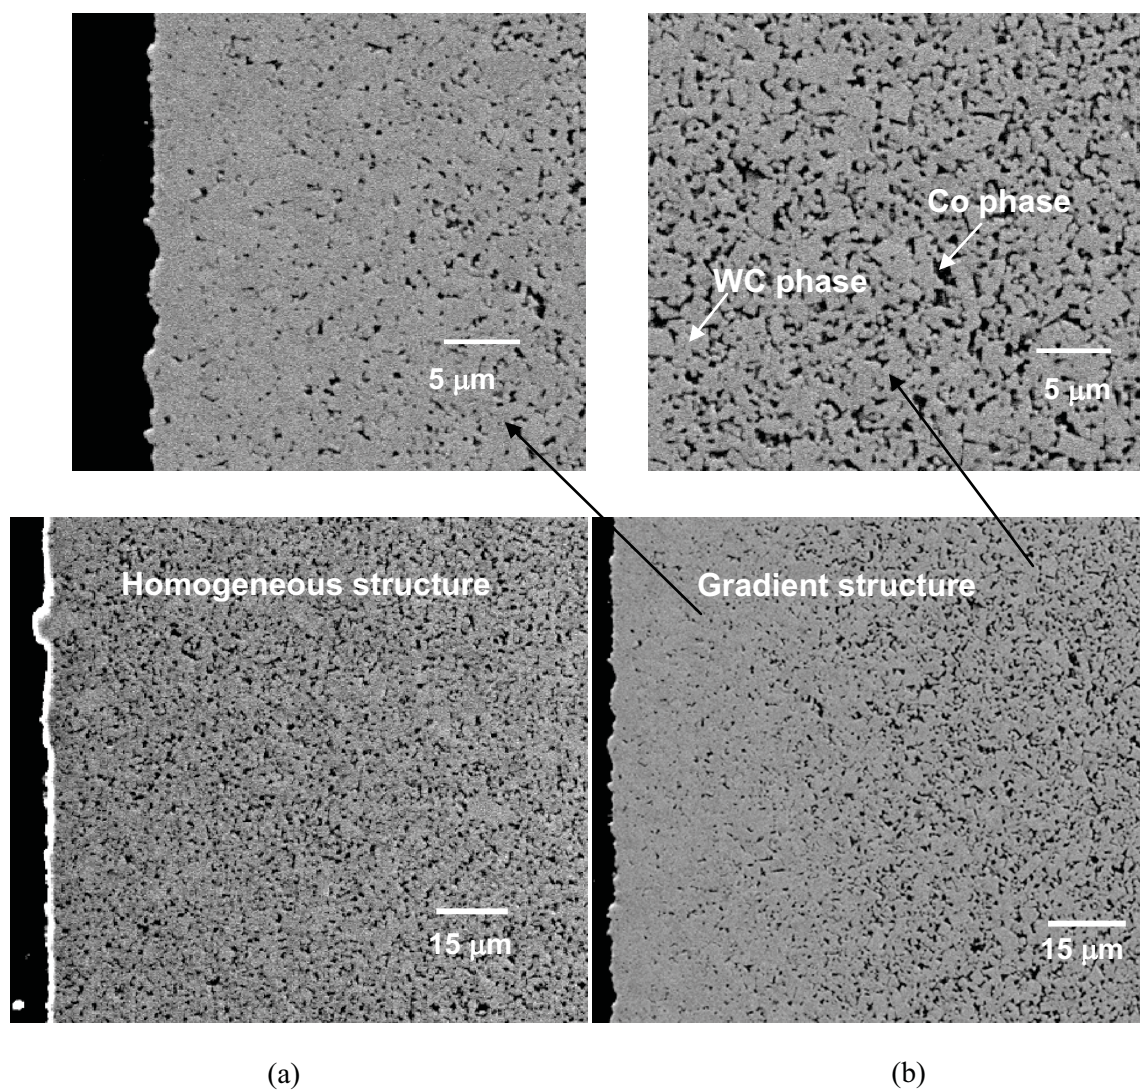 Co phase
WC phase
5 μm
5 μm
Homogeneous structure
Gradient structure
15 μm
15 μm
(a)
(b)